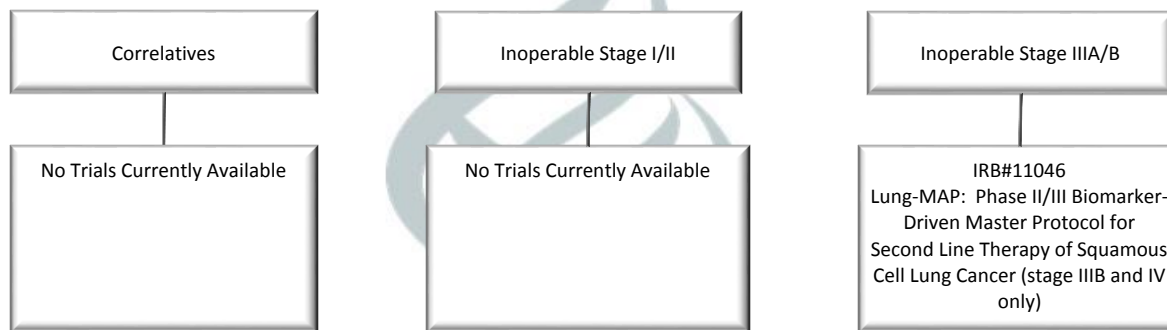 Correlatives
No Trials Currently Available
Inoperable Stage I/II
No Trials Currently Available
Inoperable Stage IIIA/B
IRB#11046
Lung-MAP: Phase II/III Biomarker-
Driven Master Protocol for
Second Line Therapy of Squamous
Cell Lung Cancer (stage IIIB and IV
only)